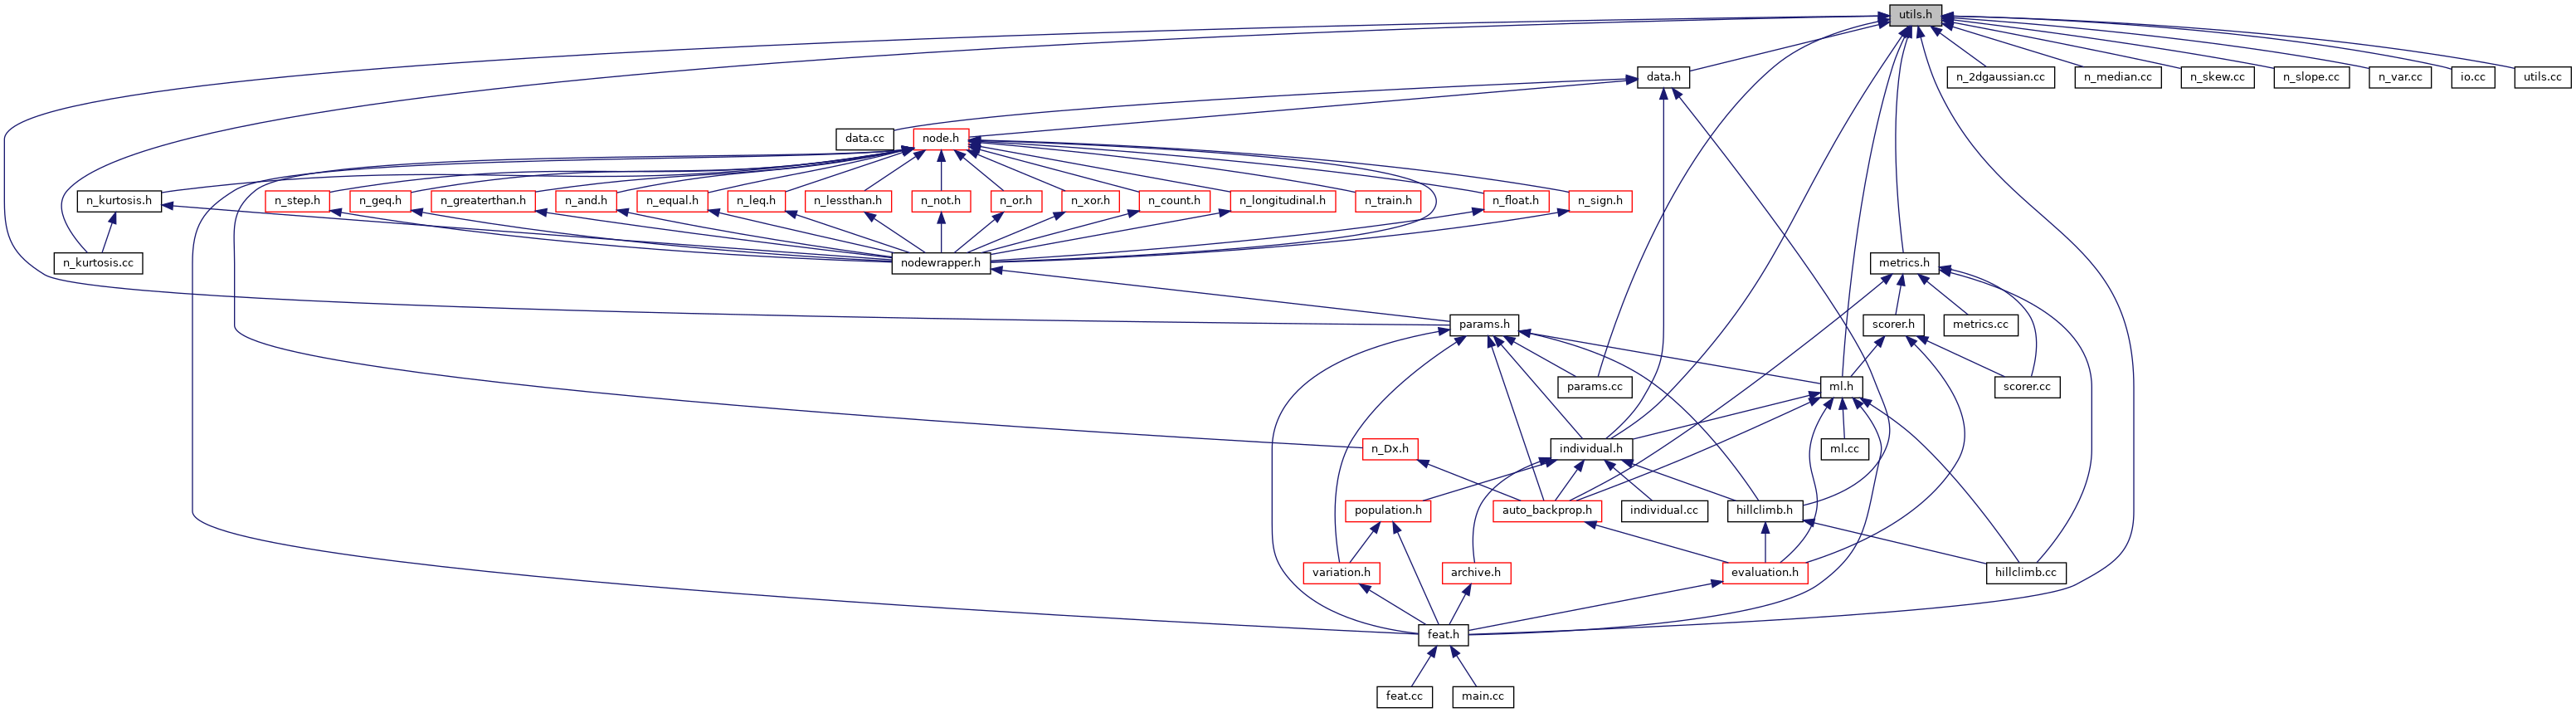 utils.h
data.h
n_2dgaussian.cc
n_median.cc
n_skew.cc
n_slope.cc
n_var.cc
io.cc
utils.cc
data.cc
node.h
n_kurtosis.h
n_step.h
n_geq.h
n_greaterthan.h
n_and.h
n_equal.h
n_leq.h
n_lessthan.h
n_not.h
n_or.h
n_xor.h
n_count.h
n_longitudinal.h
n_train.h
n_float.h
n_sign.h
n_kurtosis.cc
nodewrapper.h
metrics.h
params.h
scorer.h
metrics.cc
params.cc
ml.h
scorer.cc
n_Dx.h
individual.h
ml.cc
population.h
auto_backprop.h
individual.cc
hillclimb.h
variation.h
archive.h
evaluation.h
hillclimb.cc
feat.h
feat.cc
main.cc